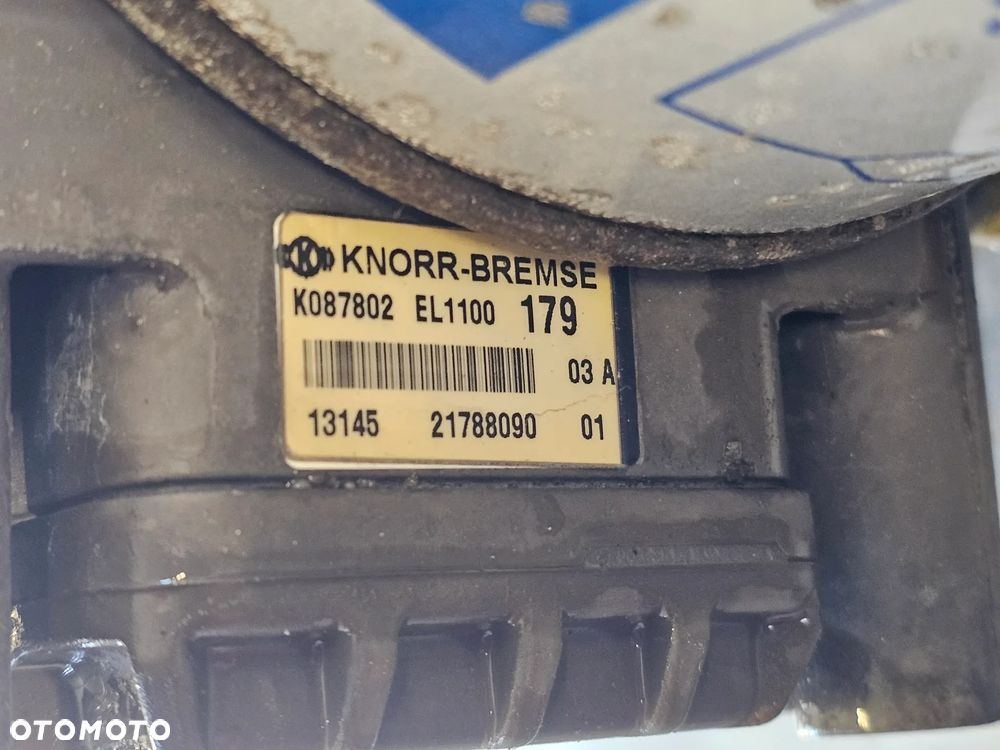 K KNORR-BREMSE
K087802 EL1100 179
03 A
13145 21788090 01
OTOMOTO